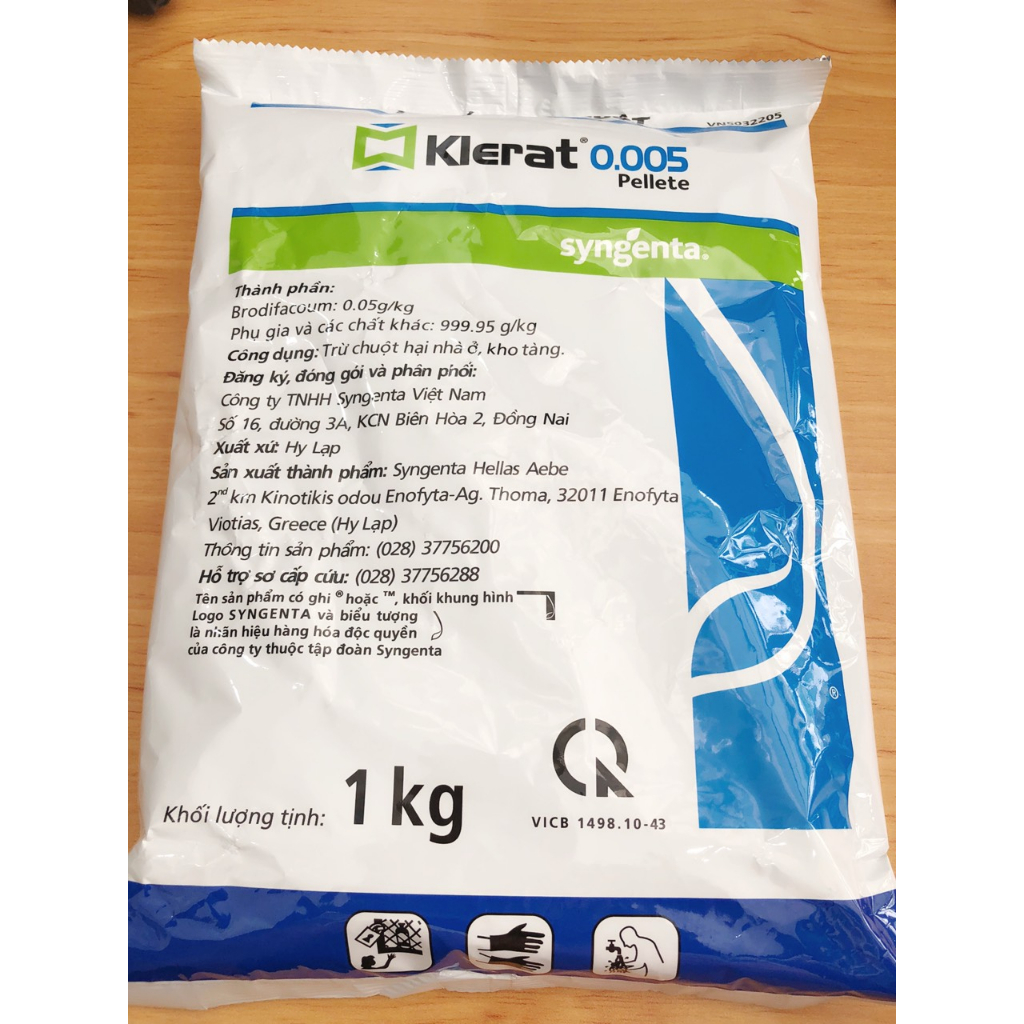 VN5032205
Klerat® 0.005
Pellete
syngenta.
Thành phần:
Brodifacoum: 0.05g/kg
Phụ gia và các chất khác: 999.95 g/kg
Công dụng: Trừ chuột hại nhà ở, kho tàng.
Đăng ký, đóng gói và phân phối:
Công ty TNHH Syngenta Việt Nam
Số 16, đường 3A, KCN Biên Hòa 2, Đồng Nai
Xuất xứ: Hy Lạp
Sản xuất thành phẩm: Syngenta Hellas Aebe
2nd km Kinotikis odou Enofyta-Ag. Thoma, 32011 Enofyta
Viotias, Greece (Hy Lạp)
Thông tin sản phẩm: (028) 37756200
Hỗ trợ sơ cấp cứu: (028) 37756288
Tên sản phẩm có ghi ® hoặc ™, khối khung hình
Logo SYNGENTA và biểu tượng
là nhãn hiệu hàng hóa độc quyền
của công ty thuộc tập đoàn Syngenta
®
CR
VICB 1498.10-43
Khối lượng tịnh: 1 kg